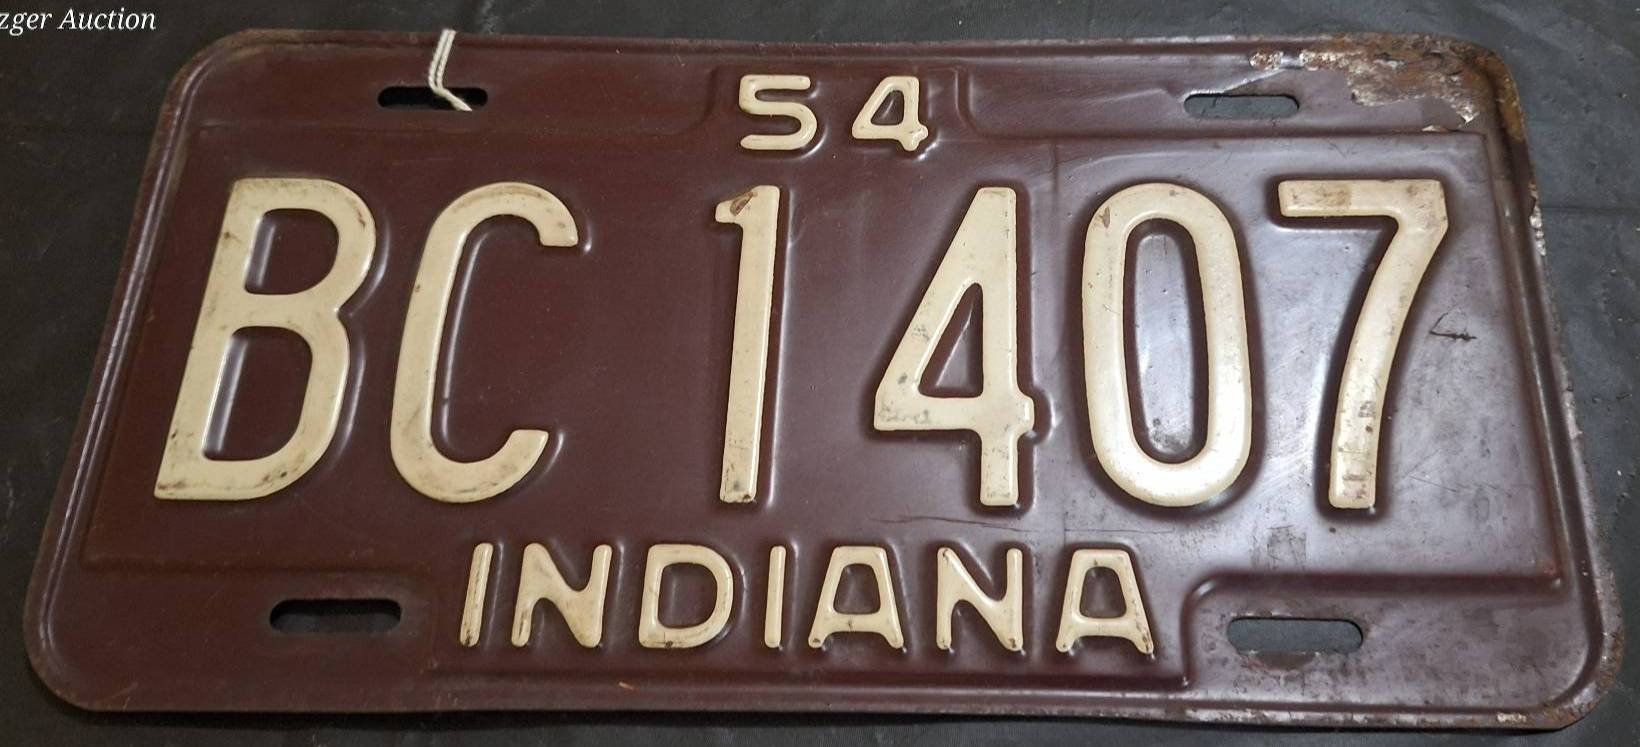 zger Auction
54
BC 1407
INDIANA